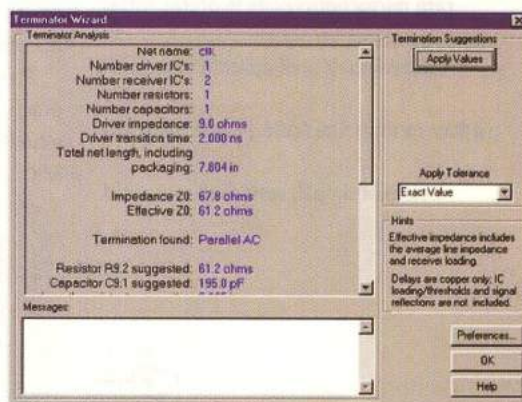 Terminator Wizard
Terminator Analysis
Net name: clk
Number driver IC's: 1
Number receiver IC's: 2
Number resistors: 1
Number capacitors: 1
Driver impedance: 9.0 ohms
Driver transition time: 2.000 ns
Total net length, including
packaging: 7.804 in
Impedance Z0: 67.8 ohms
Effective Z0: 61.2 ohms
Termination found: Parallel AC
Resistor R9.2 suggested: 61.2 ohms
Capacitor C9.1 suggested: 195.0 pF
Messages:
Termination Suggestions
Apply Values
Apply Tolerance
Exact Value
Hints
Effective impedance includes
the average line impedance
and receiver loading.
Delays are copper only; IC
loading/thresholds and signal
reflections are not included.
Preferences...
OK
Help